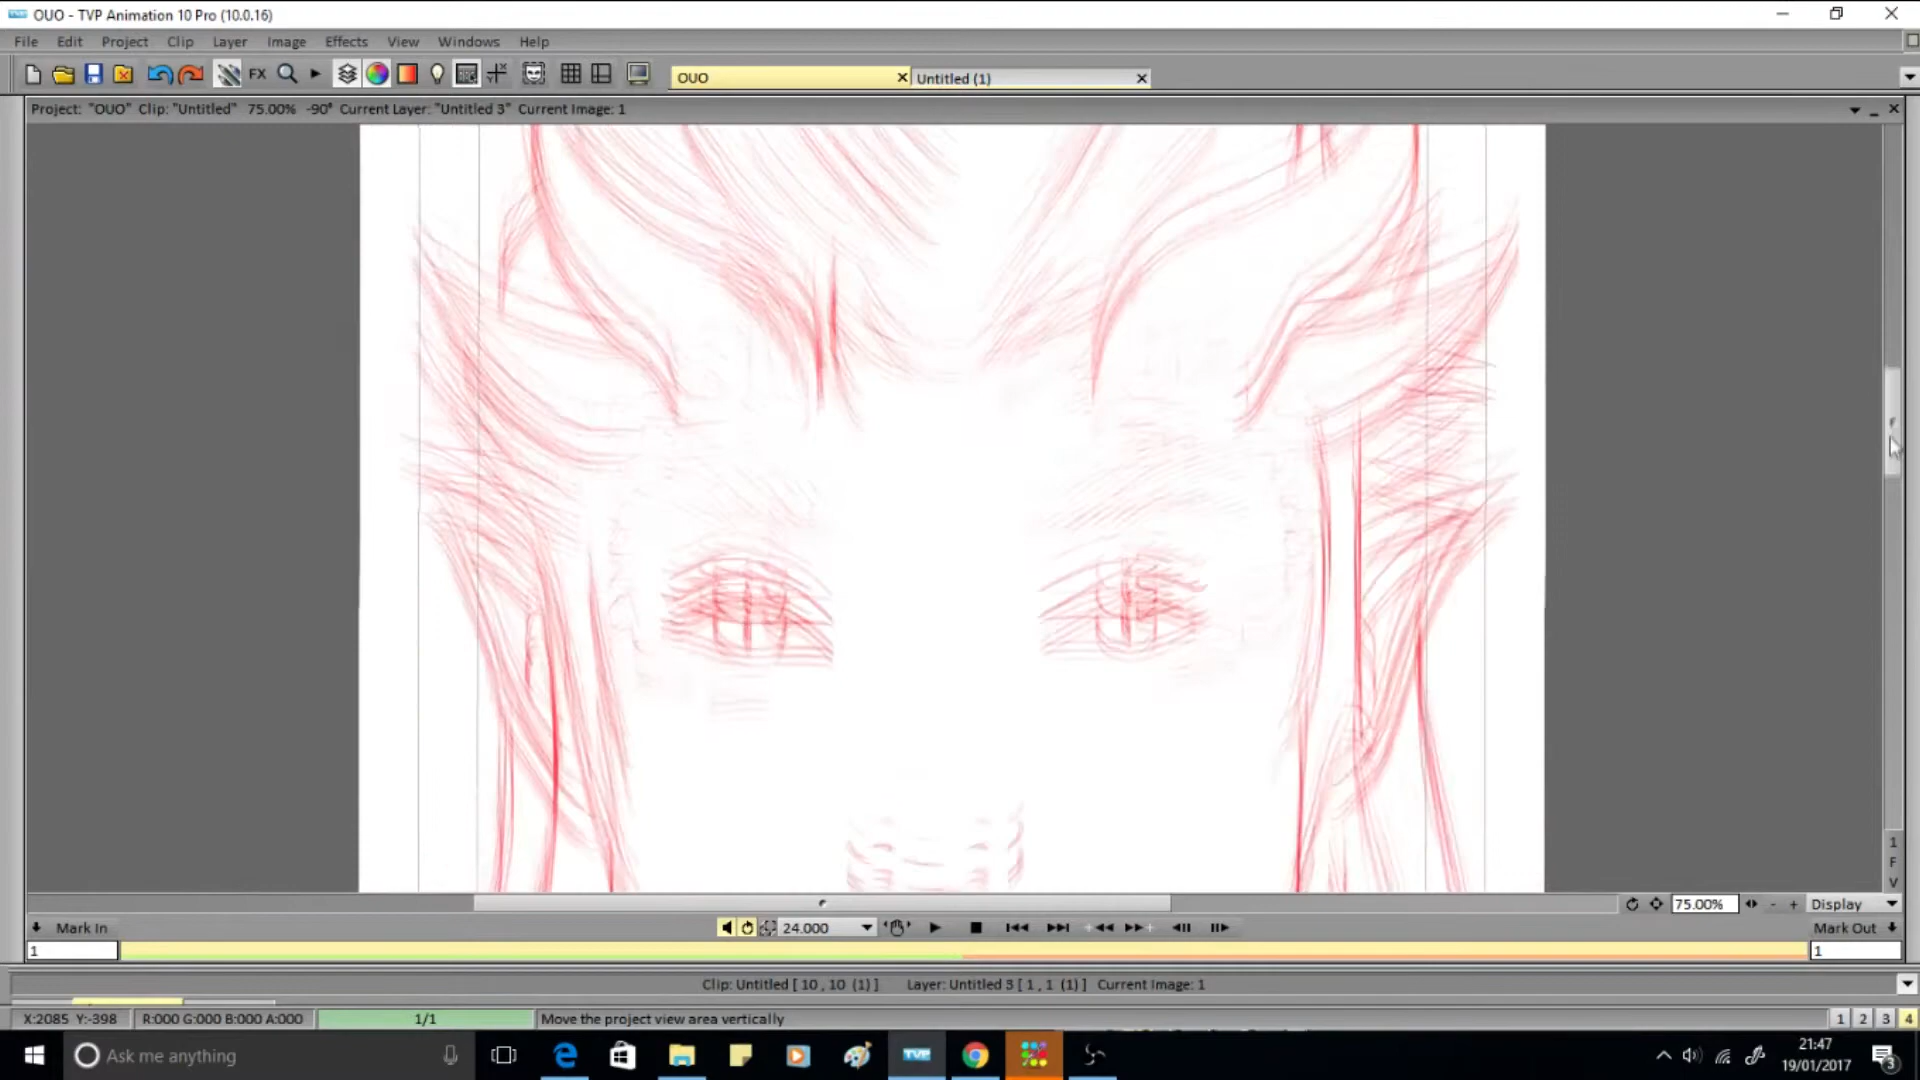 OUO - TVP Animation 10 Pro (10.0.16)
File Edit Project Clip Layer Image Effects View Windows Help
FX OUO Untitled (1)
Project: "OUO" Clip: "Untitled" 75.00% -90° Current Layer: "Untitled 3" Current Image: 1
1
F
V
75.00% - + Display
Mark In 24.000 Mark Out
1 1
Clip: Untitled [ 10 , 10 (1) ] Layer: Untitled 3 [ 1 , 1 (1) ] Current Image: 1
X:2085 Y:-398 R:000 G:000 B:000 A:000 1/1 Move the project view area vertically 1 2 3 4
Ask me anything TVP 21:47
19/01/2017 3